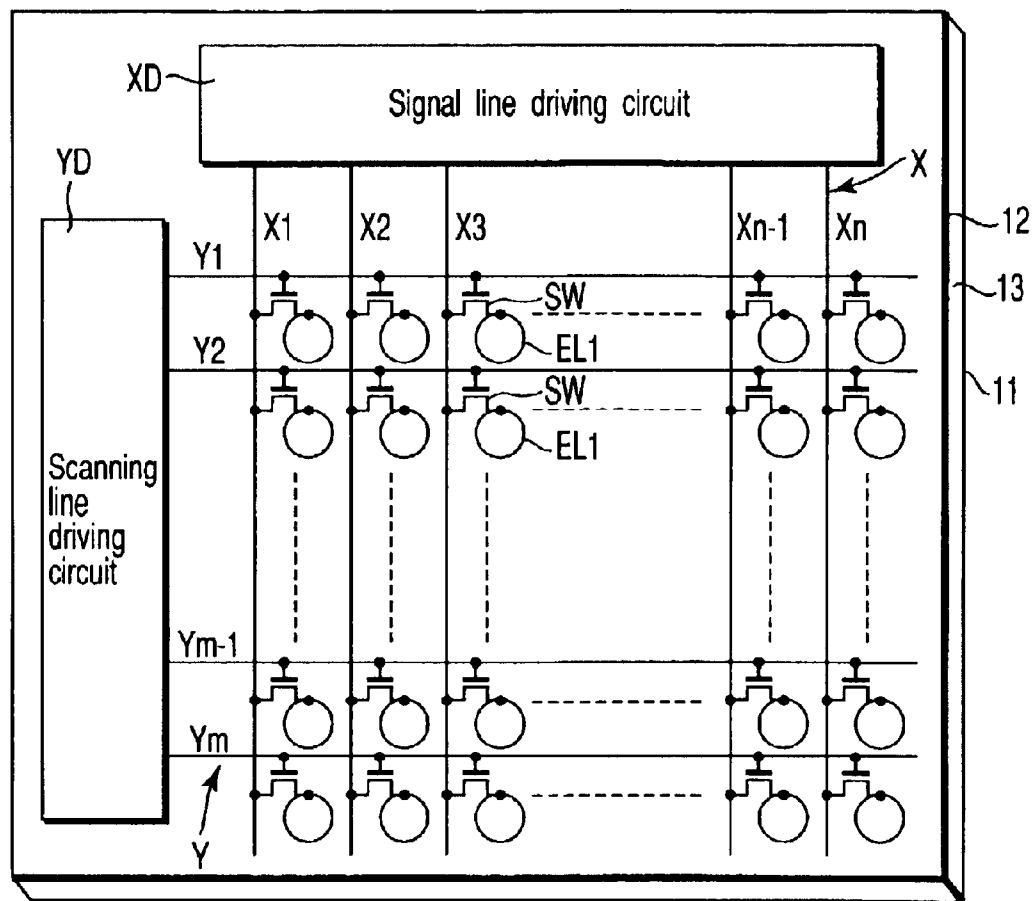 XD
Signal line driving circuit
YD
X
X1 X2 X3 Xn-1 Xn
12
Y1
13
SW
EL1
Y2
11
SW
EL1
Scanning
line
driving
circuit
Ym-1
Ym
Y